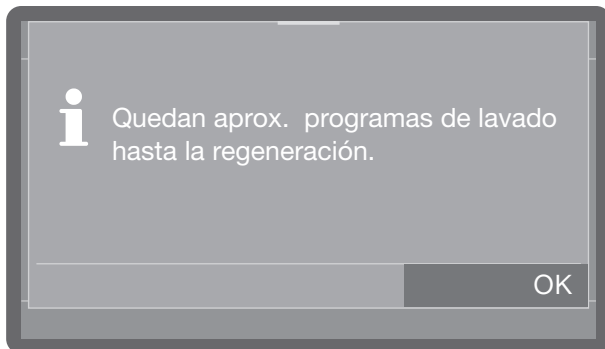 Quedan aprox.  programas de lavado
hasta la regeneración.
OK